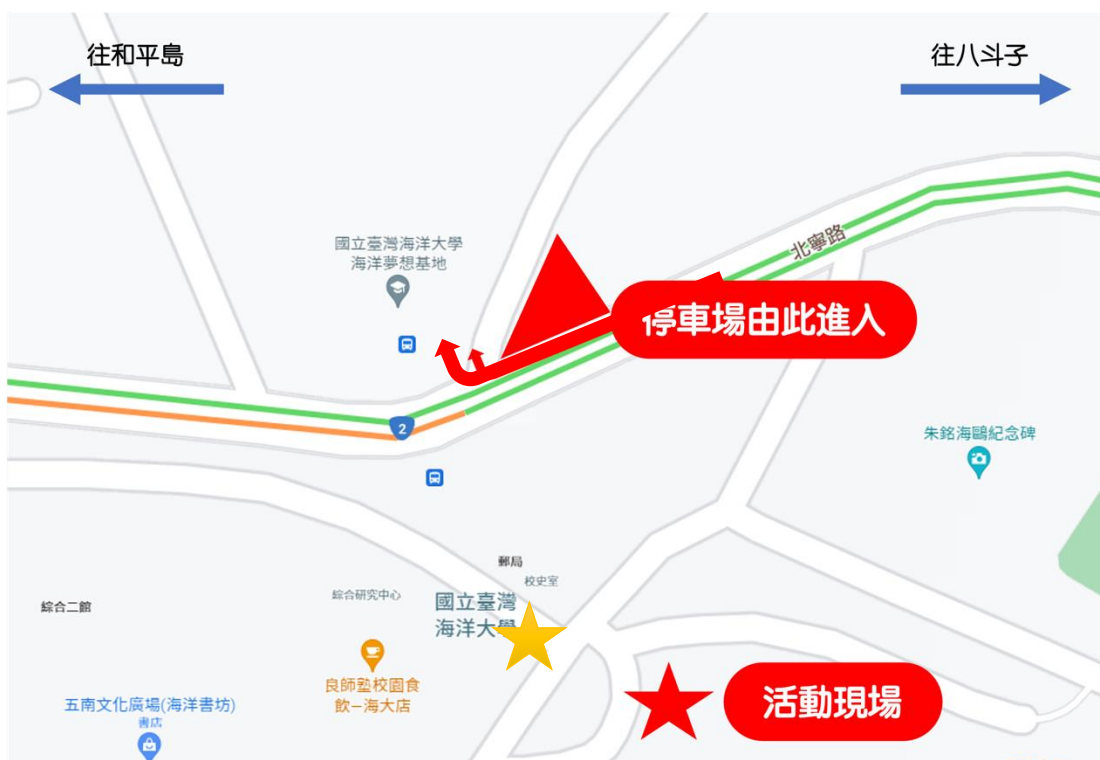 往和平島
往八斗子
國立臺灣海洋大學
海洋夢想基地
北寧路
停車場由此進入
2
朱銘海鷗紀念碑
郵局
校史室
綜合研究中心
國立臺灣
海洋大學
綜合二館
良師塾校園食
飲–海大店
五南文化廣場(海洋書坊)
書店
活動現場